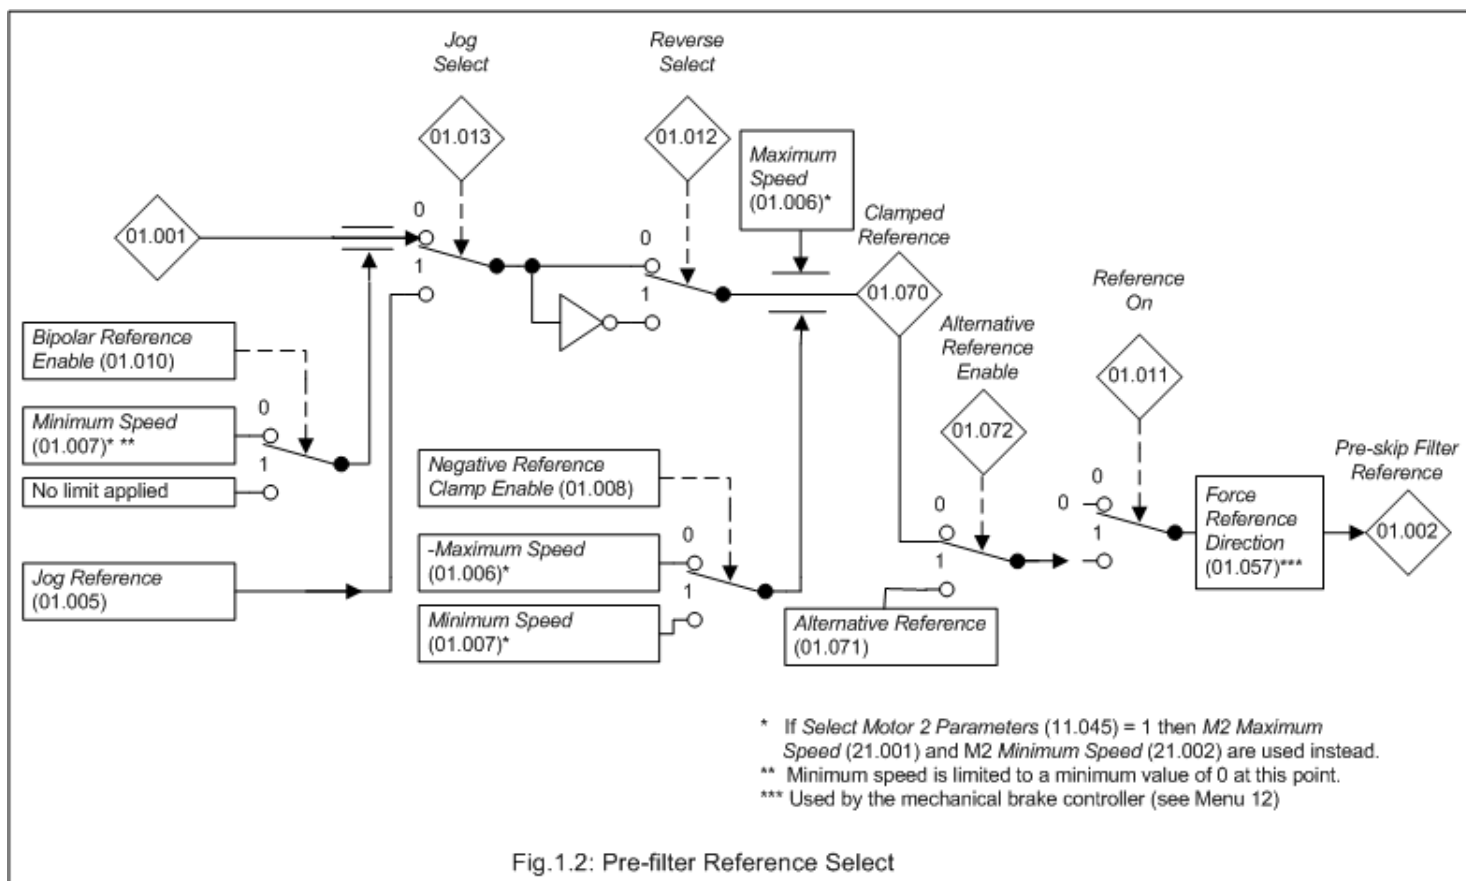 Jog
Select
Reverse
Select
01.013
01.012
Maximum
Speed
(01.006)*
Clamped
Reference
01.001
0
1
0
1
01.070
Reference
On
Bipolar Reference
Enable (01.010)
Alternative
Reference
Enable
01.011
Minimum Speed
(01.007)* **
0
1
No limit applied
01.072
Negative Reference
Clamp Enable (01.008)
Pre-skip Filter
Reference
-Maximum Speed
(01.006)*
0
1
0
1
0
0
1
Force
Reference
Direction
(01.057)***
01.002
Jog Reference
(01.005)
Minimum Speed
(01.007)*
Alternative Reference
(01.071)
* If Select Motor 2 Parameters (11.045) = 1 then M2 Maximum
Speed (21.001) and M2 Minimum Speed (21.002) are used instead.
** Minimum speed is limited to a minimum value of 0 at this point.
*** Used by the mechanical brake controller (see Menu 12)
Fig.1.2: Pre-filter Reference Select